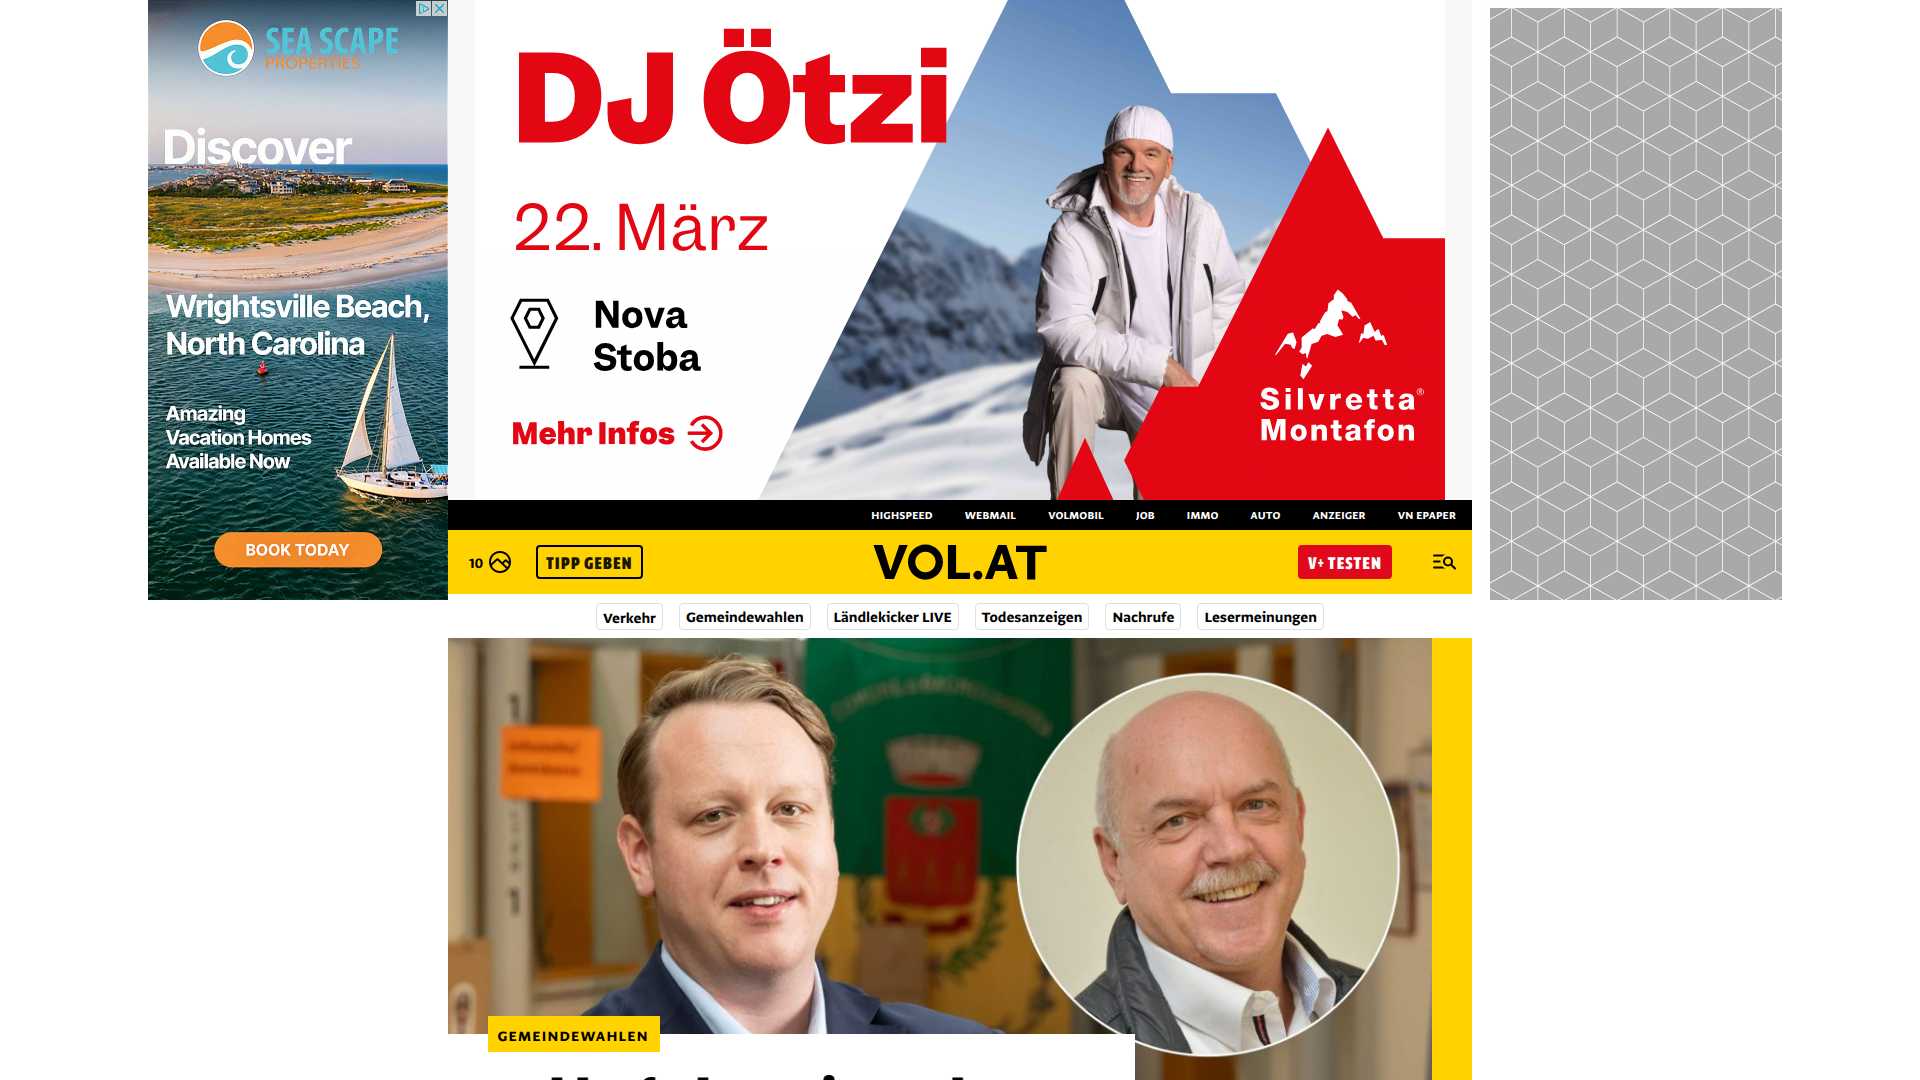 SEA SCAPE
PROPERTIES
Discover
Wrightsville Beach,
North Carolina
Amazing
Vacation Homes
Available Now
BOOK TODAY
DJ Ötzi
22. März
Nova
Stoba
Mehr Infos
Silvretta®
Montafon
HIGHSPEED WEBMAIL VOLMOBIL JOB IMMO AUTO ANZEIGER VN EPAPER
10 TIPP GEBEN VOL.AT V+ TESTEN
Verkehr Gemeindewahlen Ländlekicker LIVE Todesanzeigen Nachrufe Lesermeinungen
GEMEINDEWAHLEN